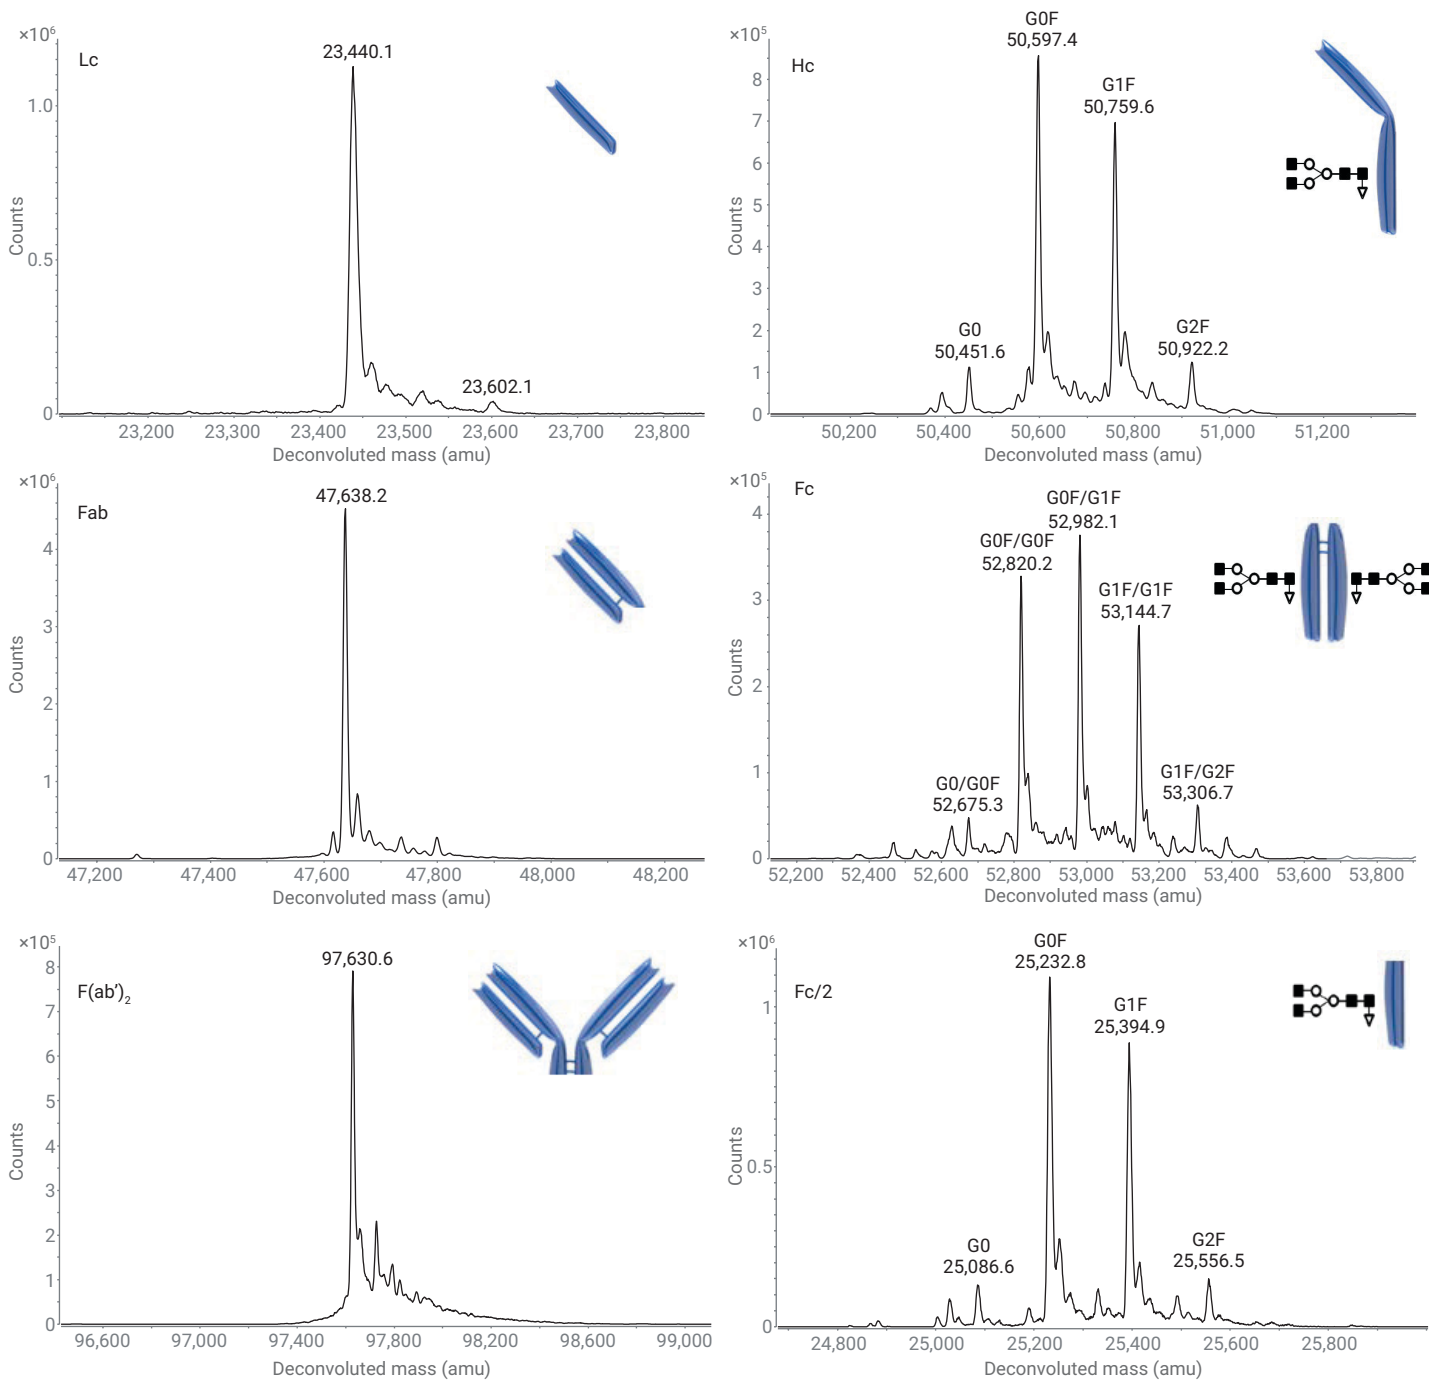 ×10⁶
Lc
23,440.1
23,602.1
1.0
0.5
0
Counts
23,200 23,300 23,400 23,500 23,600 23,700 23,800
Deconvoluted mass (amu)
×10⁵
Hc
G0F
50,597.4
G1F
50,759.6
G0
50,451.6
G2F
50,922.2
8
7
6
5
4
3
2
1
0
Counts
50,200 50,400 50,600 50,800 51,000 51,200
Deconvoluted mass (amu)
×10⁶
Fab
47,638.2
4
3
2
1
0
Counts
47,200 47,400 47,600 47,800 48,000 48,200
Deconvoluted mass (amu)
×10⁵
Fc
G0F/G1F
52,982.1
G0F/G0F
52,820.2
G1F/G1F
53,144.7
G0/G0F
52,675.3
G1F/G2F
53,306.7
4
3
2
1
0
Counts
52,200 52,400 52,600 52,800 53,000 53,200 53,400 53,600 53,800
Deconvoluted mass (amu)
×10⁵
F(ab′)₂
97,630.6
8
7
6
5
4
3
2
1
0
Counts
96,600 97,000 97,400 97,800 98,200 98,600 99,000
Deconvoluted mass (amu)
×10⁶
Fc/2
G0F
25,232.8
G1F
25,394.9
G0
25,086.6
G2F
25,556.5
1
0.5
0
Counts
24,800 25,000 25,200 25,400 25,600 25,800
Deconvoluted mass (amu)